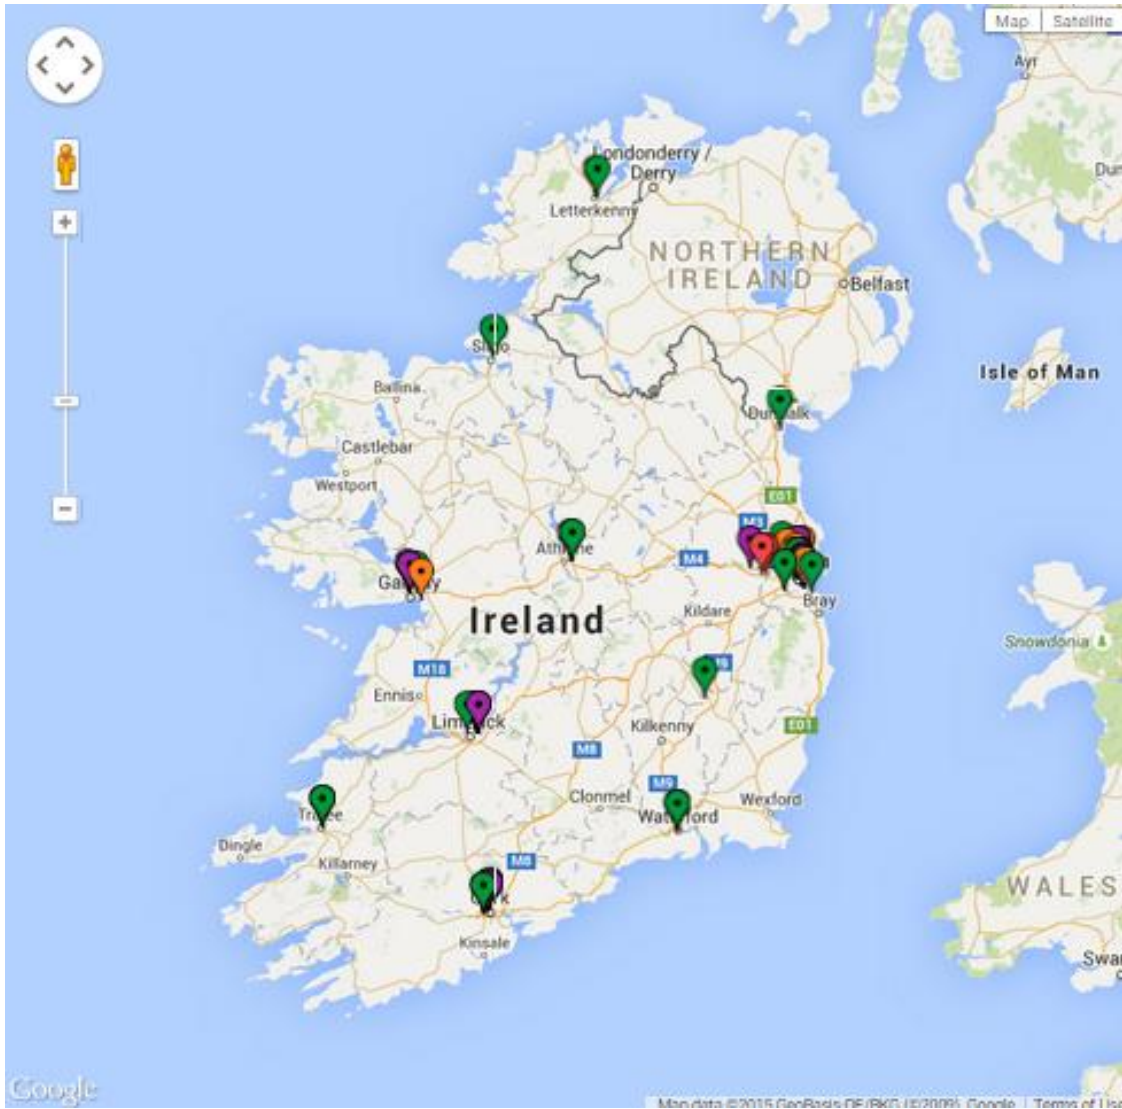 Map
Satellite
Ayr
Londonderry /
Derry
Letterkenny
NORTHERN
IRELAND
Belfast
Isle of Man
Ballina
Castlebar
Westport
E01
M3
M4
Ireland
Kildare
Bray
Snowdonia
M18
Ennis
Kilkenny
E01
M8
M9
Clonmel
Wexford
Dingle
Killarney
M8
WALES
Kinsale
Google
Map data ©2015 GeoBasis-DE/BKG (©2009), Google
Terms of Use